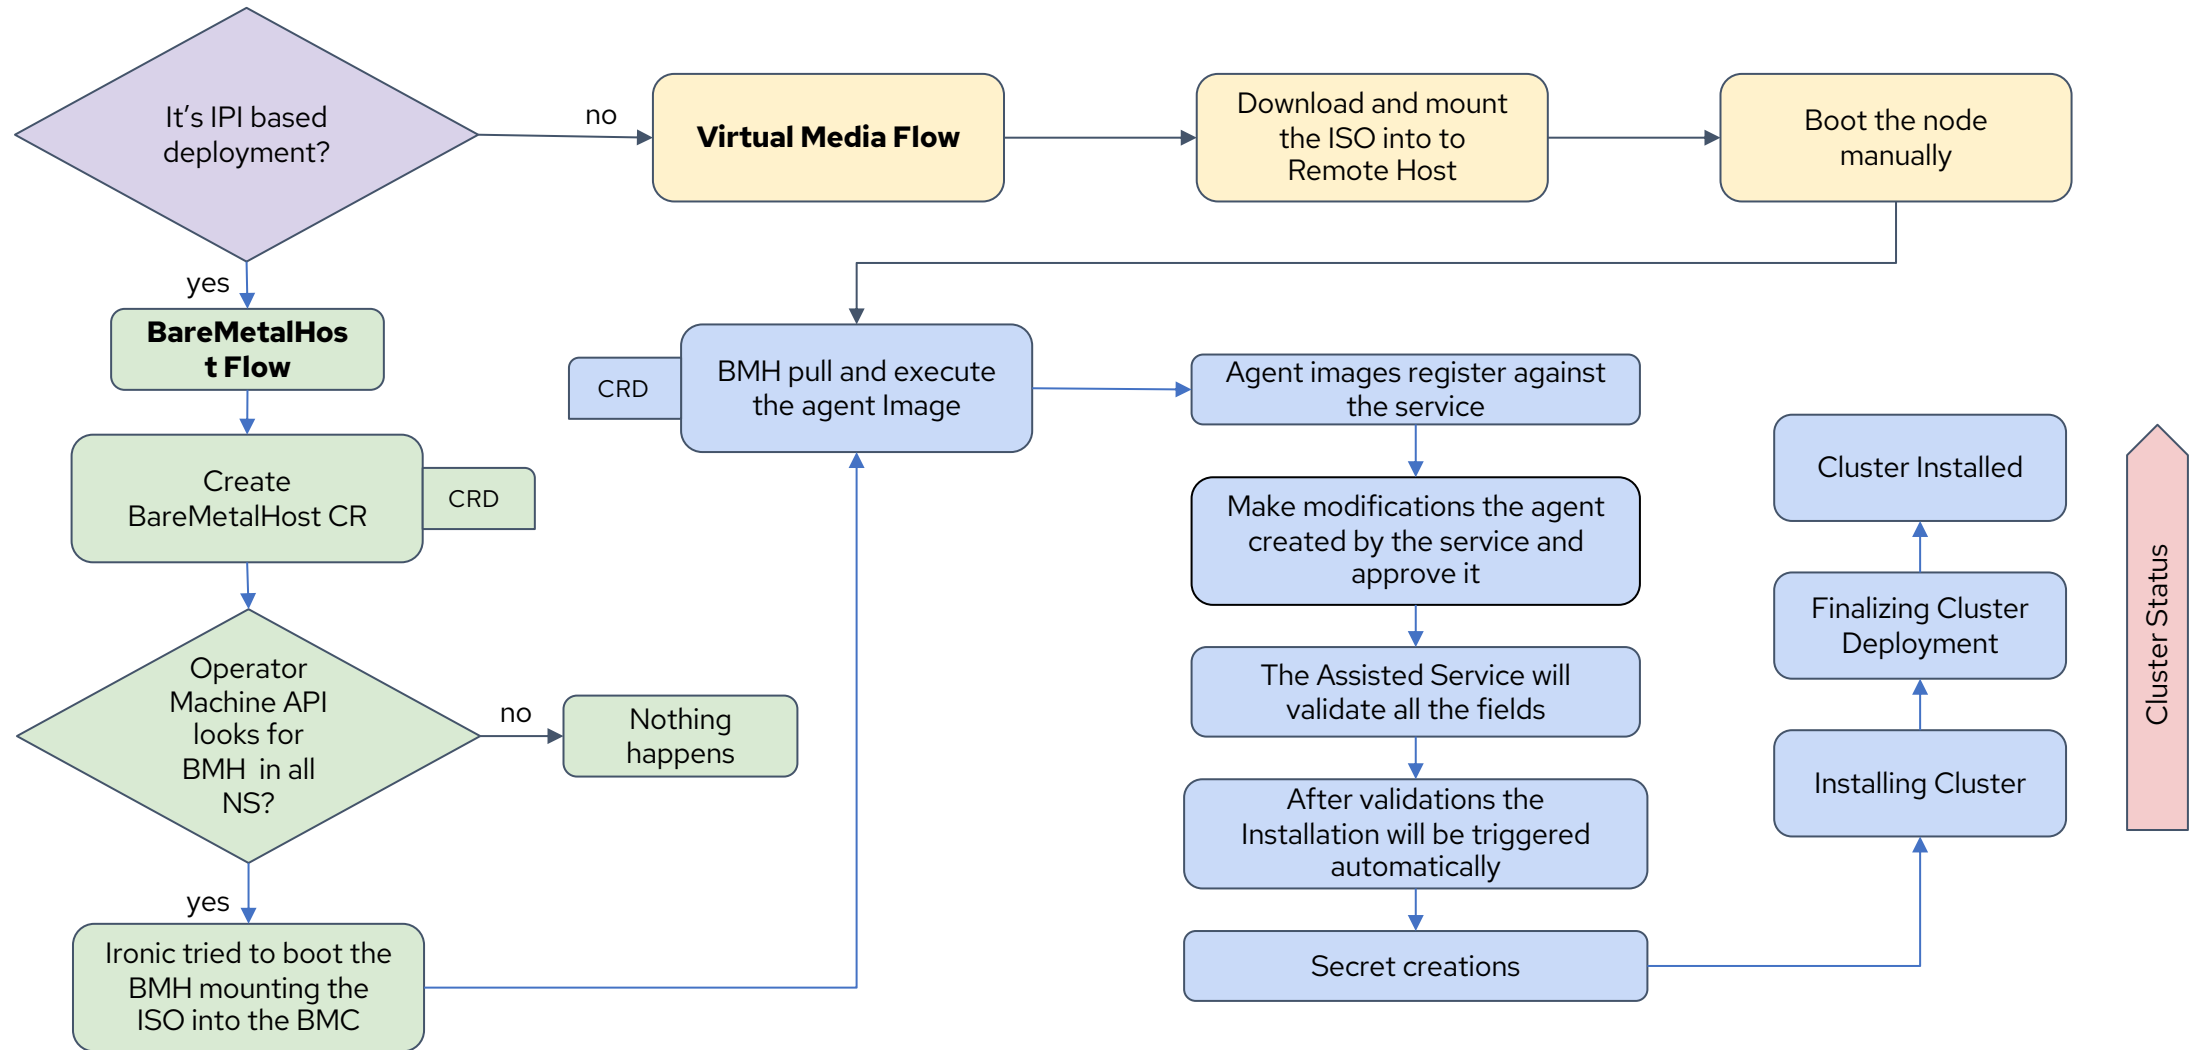 It's IPI based
deployment?
no
Virtual Media Flow
Download and mount
the ISO into to
Remote Host
Boot the node
manually
yes
BareMetalHos
t Flow
Create
BareMetalHost CR
CRD
Operator
Machine API
looks for
BMH  in all
NS?
no
Nothing
happens
yes
Ironic tried to boot the
BMH mounting the
ISO into the BMC
CRD
BMH pull and execute
the agent Image
Agent images register against
the service
Make modifications the agent
created by the service and
approve it
The Assisted Service will
validate all the fields
After validations the
Installation will be triggered
automatically
Secret creations
Cluster Installed
Finalizing Cluster
Deployment
Installing Cluster
Cluster Status